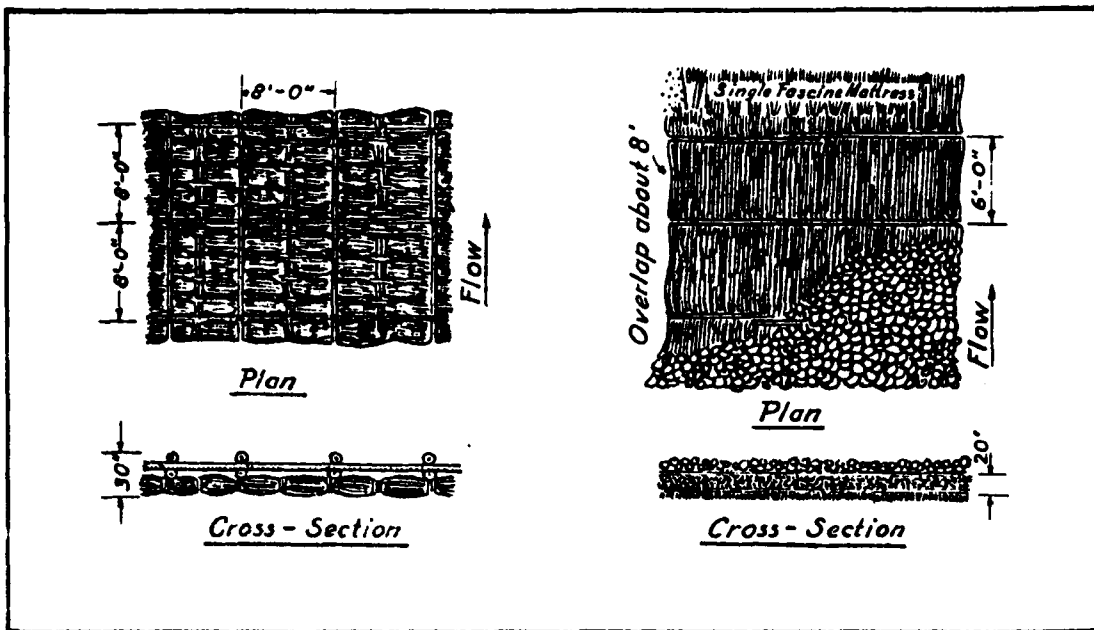 8'-0"
8'-0"
8'-0"
Flow
Plan
30"
Cross - Section
Single Fascine Mattress
Overlap about 8'
6'-0"
Flow
Plan
20"
Cross - Section